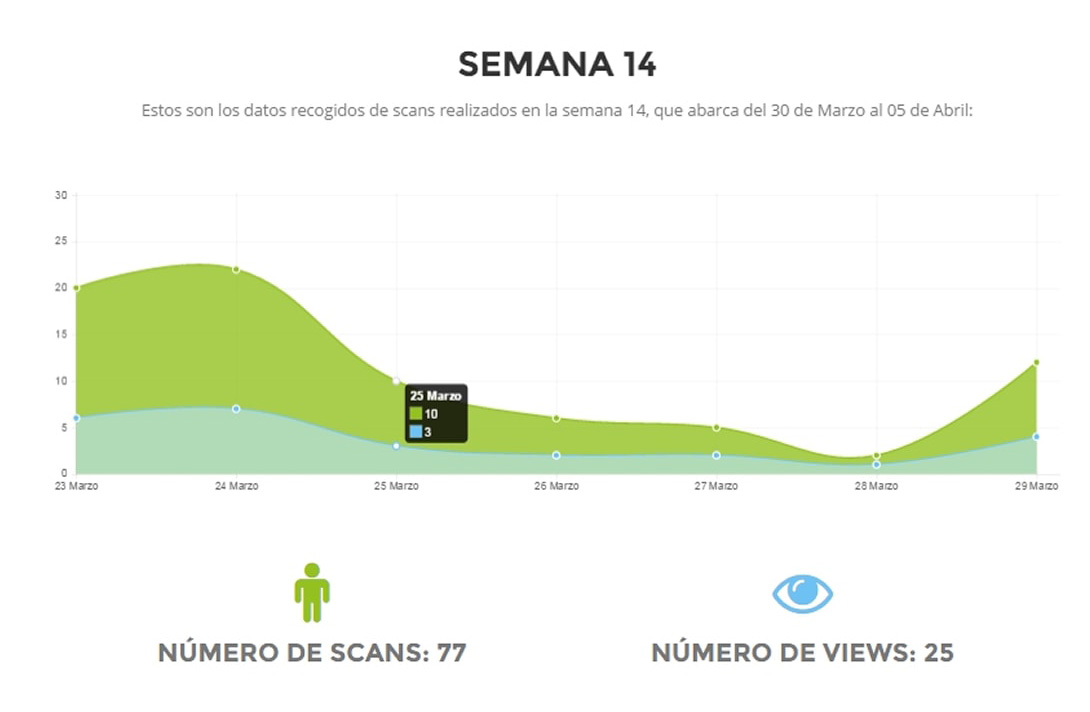 SEMANA 14
Estos son los datos recogidos de scans realizados en la semana 14, que abarca del 30 de Marzo al 05 de Abril:
30
25
20
15
10
5
0
25 Marzo
10
3
23 Marzo 24 Marzo 25 Marzo 26 Marzo 27 Marzo 28 Marzo 29 Marzo
NÚMERO DE SCANS: 77 NÚMERO DE VIEWS: 25